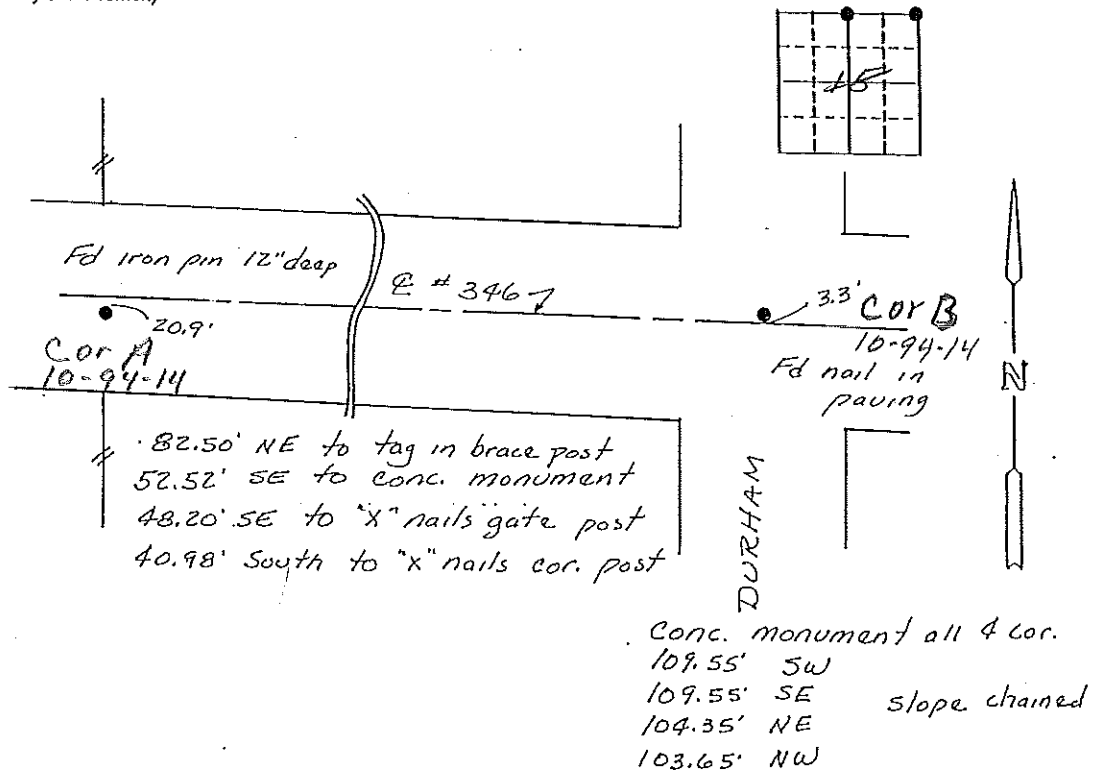 15
Fd iron pin 12" deep
℄ # 346
20.9'
Cor A
10-94-14
3.3' Cor B
10-94-14
Fd nail in
paving
N
82.50' NE to tag in brace post
52.52' SE to conc. monument
48.20' SE to "X" nails gate post
40.98' South to "X" nails cor. post
DURHAM
Conc. monument all 4 cor.
109.55' SW
109.55' SE slope chained
104.35' NE
103.65' NW